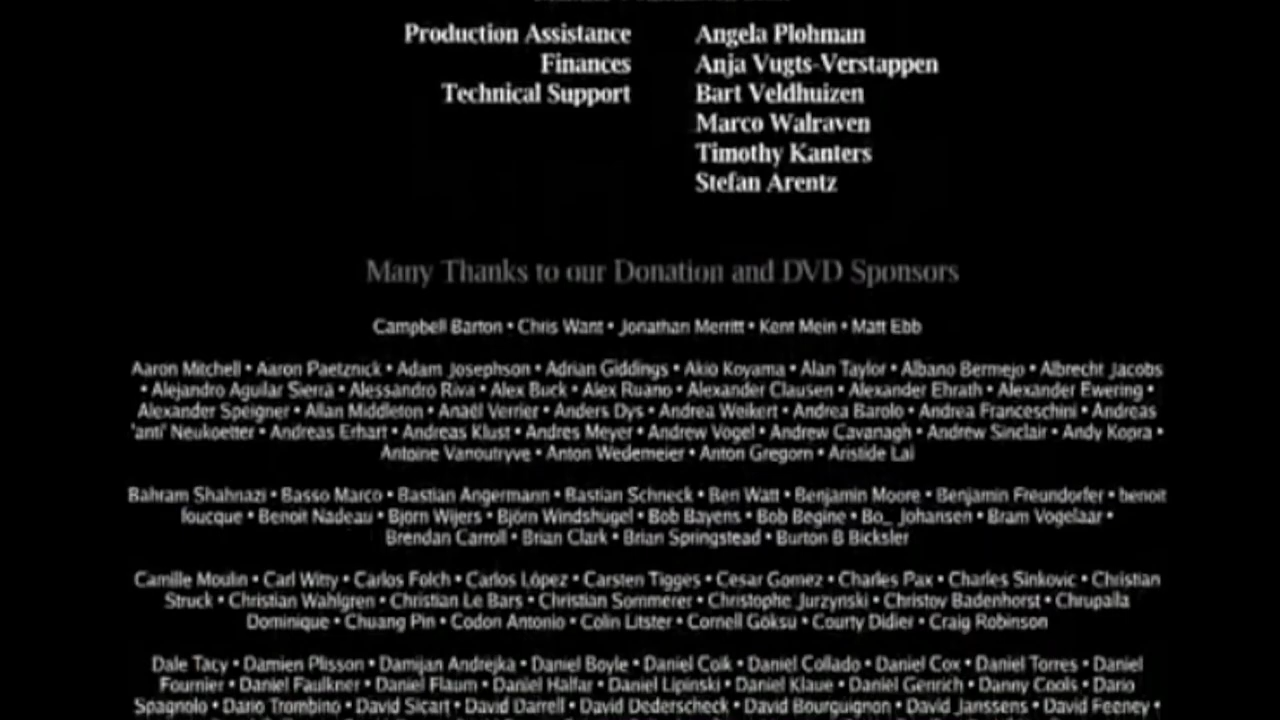 Production Assistance Angela Plohman
Finances Anja Vugts-Verstappen
Technical Support Bart Veldhuizen
Marco Walraven
Timothy Kanters
Stefan Arentz
Many Thanks to our Donation and DVD Sponsors
Campbell Barton • Chris Want • Jonathan Merritt • Kent Mein • Matt Ebb
Aaron Mitchell • Aaron Paetznick • Adam Josephson • Adrian Giddings • Akio Koyama • Alan Taylor • Albano Bermejo • Albrecht Jacobs
• Alejandro Aguilar Sierra • Alessandro Riva • Alex Buck • Alex Ruano • Alexander Clausen • Alexander Ehrath • Alexander Ewering •
Alexander Speigner • Allan Middleton • Anaël Verrier • Anders Dys • Andrea Weikert • Andrea Barolo • Andrea Franceschini • Andreas
'anti' Neukoetter • Andreas Erhart • Andreas Klust • Andres Meyer • Andrew Vogel • Andrew Cavanagh • Andrew Sinclair • Andy Kopra •
Antoine Vanoutryve • Anton Wedemeier • Anton Gregorn • Aristide Lal
Bahram Shahnazi • Basso Marco • Bastian Angermann • Bastian Schneck • Ben Watt • Benjamin Moore • Benjamin Freundorfer • benoit
foucque • Benoit Nadeau • Bjorn Wijers • Björn Windshügel • Bob Bayens • Bob Begine • Bo_ Johansen • Bram Vogelaar •
Brendan Carroll • Brian Clark • Brian Springstead • Burton B Bicksler
Camille Moulin • Carl Witty • Carlos Folch • Carlos López • Carsten Tigges • Cesar Gomez • Charles Pax • Charles Sinkovic • Christian
Struck • Christian Wahlgren • Christian Le Bars • Christian Sommerer • Christophe Jurzynski • Christov Badenhorst • Chrupalla
Dominique • Chuang Pin • Codon Antonio • Colin Litster • Cornell Göksu • Courty Didier • Craig Robinson
Dale Tacy • Damien Plisson • Damijan Andrejka • Daniel Boyle • Daniel Colk • Daniel Collado • Daniel Cox • Daniel Torres • Daniel
Fournier • Daniel Faulkner • Daniel Flaum • Daniel Halfar • Daniel Lipinski • Daniel Klaue • Daniel Genrich • Danny Cools • Dario
Spagnolo • Dario Trombino • David Sicart • David Darrell • David Dederscheck • David Bourguignon • David Janssens • David Feeney •